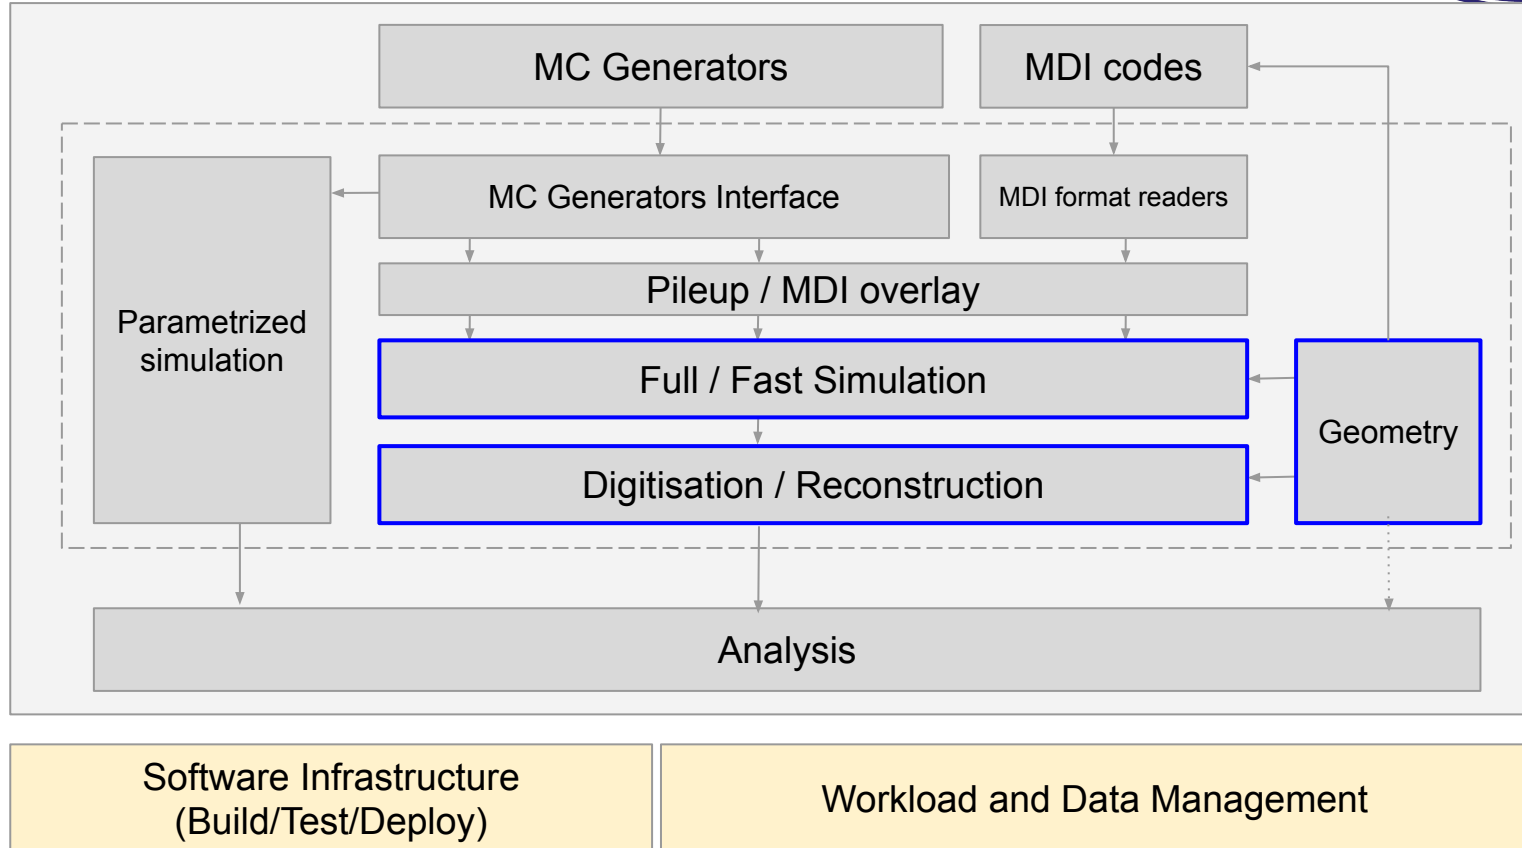 MC Generators
MDI codes
MC Generators Interface
MDI format readers
Pileup / MDI overlay
Parametrized
simulation
Full / Fast Simulation
Geometry
Digitisation / Reconstruction
Analysis
Software Infrastructure
(Build/Test/Deploy)
Workload and Data Management